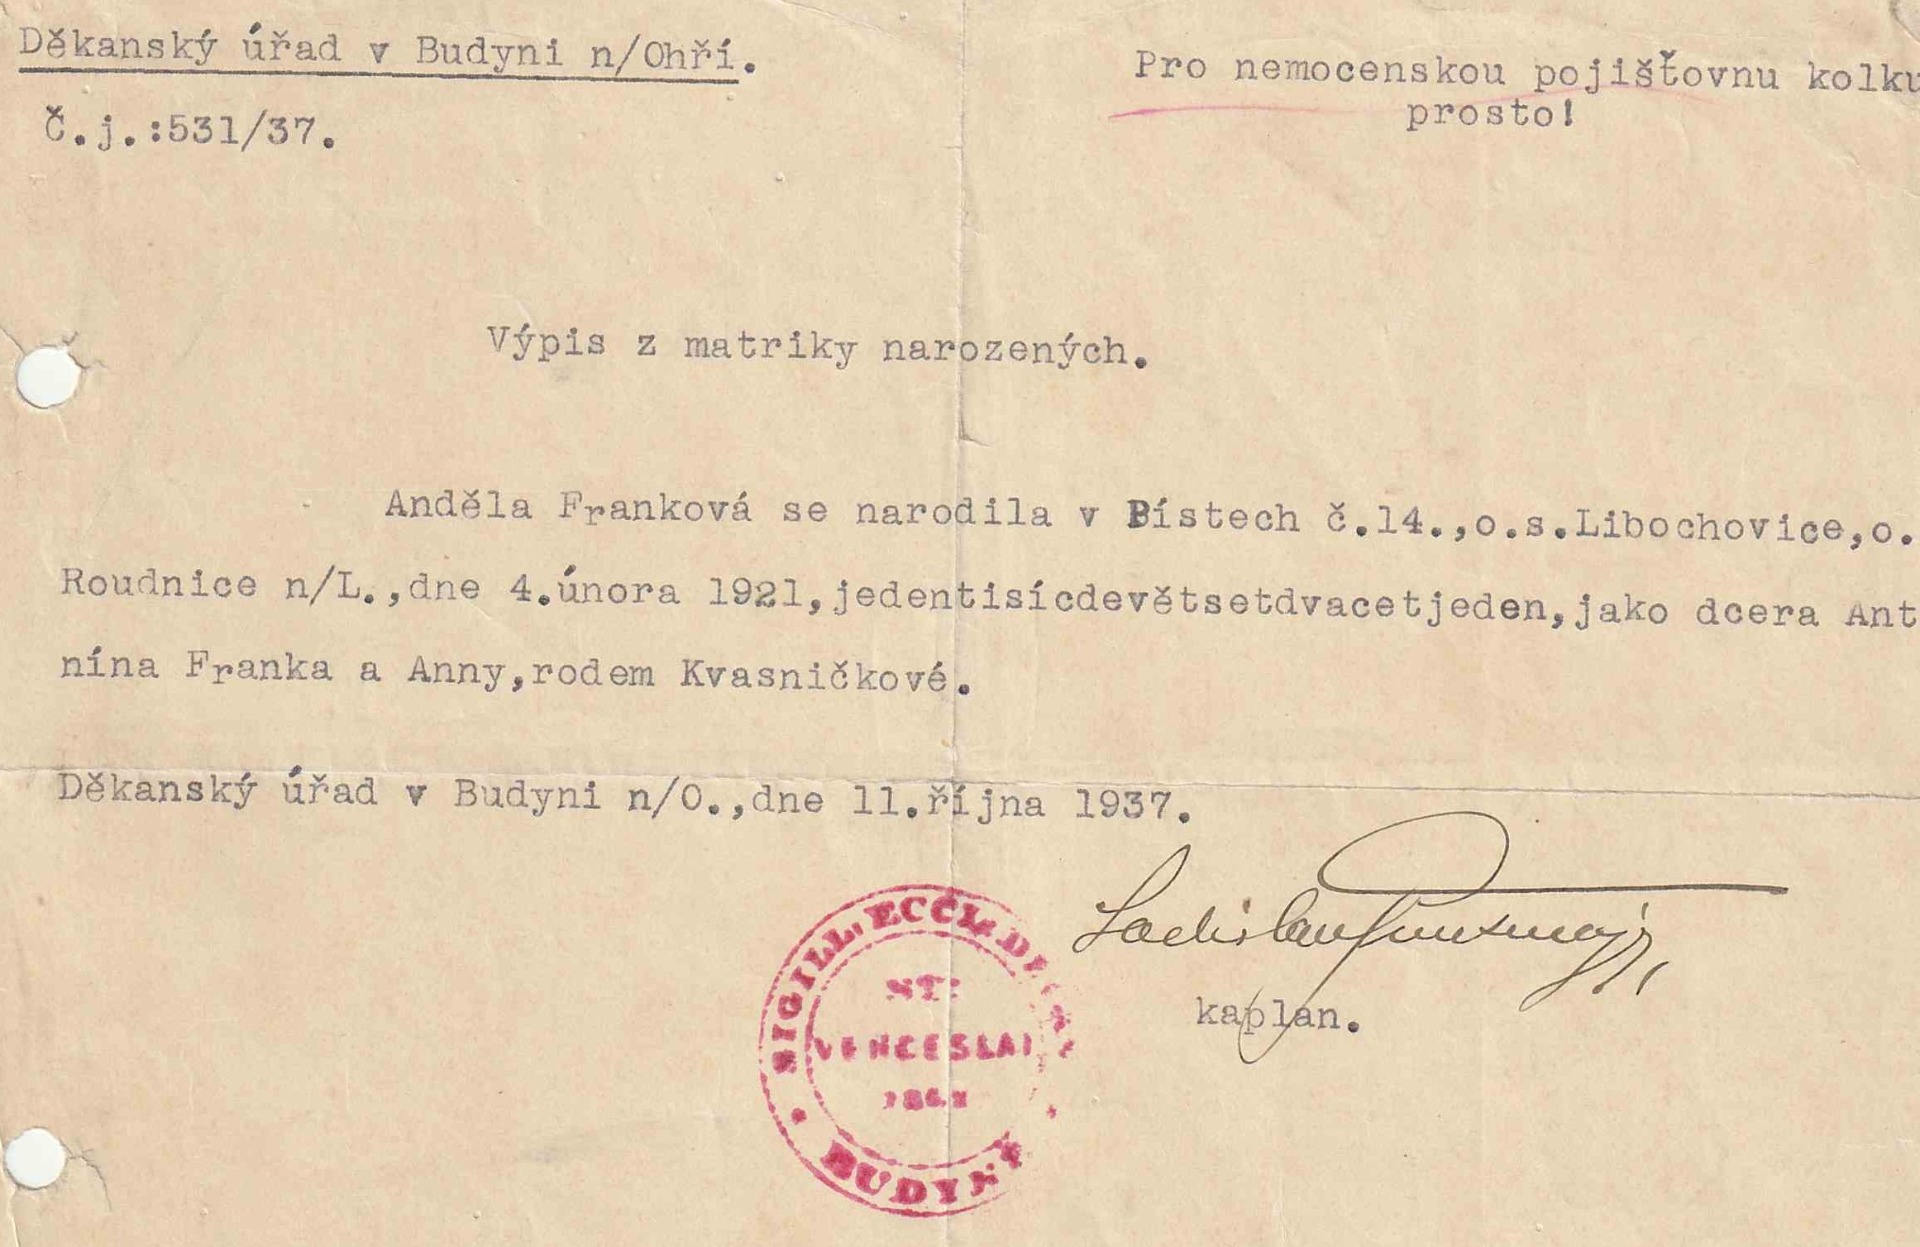 Děkanský úřad v Budyni n/Ohří.
Pro nemocenskou pojišťovnu kolku
prosto!
Č.j.:531/37.
Výpis z matriky narozených.
Anděla Franková se narodila v Bístech č.14.,o.s.Libochovice,o.
Roudnice n/L.,dne 4.února 1921,jedentisícdevětsetdvacetjeden,jako dcera Ant
nína Franka a Anny,rodem Kvasničkové.
Děkanský úřad v Budyni n/O.,dne 11.října 1937.
Ladislav
kaplan.
SIGILL. ECCL.
VENCESLAI
BUDYN